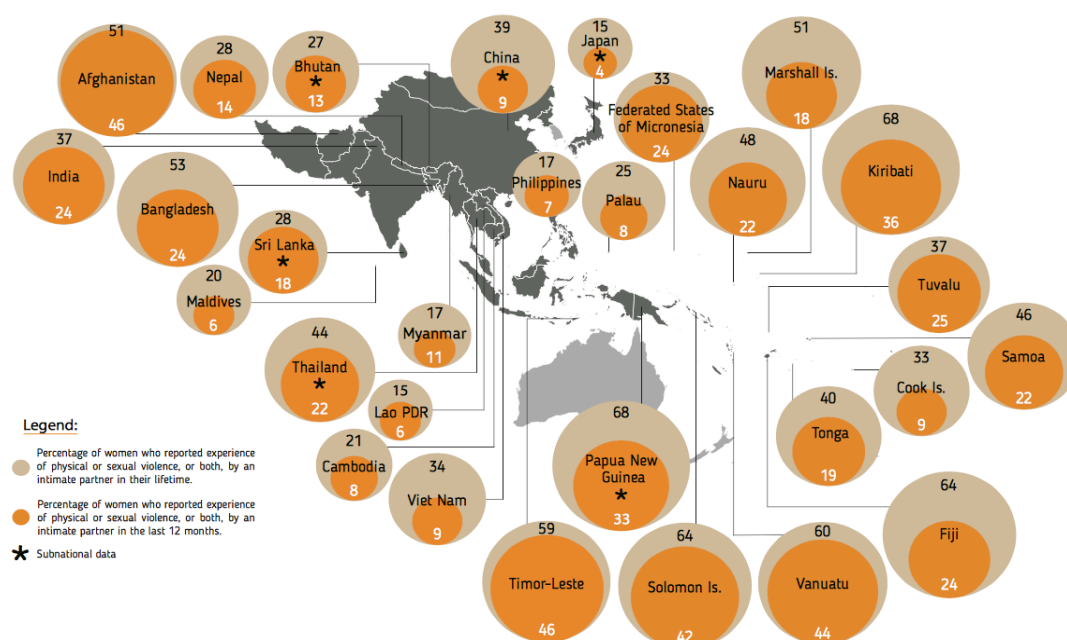 51
Afghanistan
46
28
Nepal
14
27
Bhutan
*
13
39
China
*
9
15
Japan
*
4
33
Federated States
of Micronesia
24
51
Marshall Is.
18
68
Kiribati
36
37
India
24
53
Bangladesh
24
17
Philippines
7
25
Palau
8
48
Nauru
22
28
Sri Lanka
*
18
20
Maldives
6
37
Tuvalu
25
44
Thailand
*
22
17
Myanmar
11
46
Samoa
22
33
Cook Is.
9
15
Lao PDR
6
40
Tonga
19
21
Cambodia
8
34
Viet Nam
9
68
Papua New
Guinea
*
33
64
Fiji
24
59
Timor-Leste
46
64
Solomon Is.
42
60
Vanuatu
44
Legend:
Percentage of women who reported experience
of physical or sexual violence, or both, by an
intimate partner in their lifetime.
Percentage of women who reported experience
of physical or sexual violence, or both, by an
intimate partner in the last 12 months.
* Subnational data